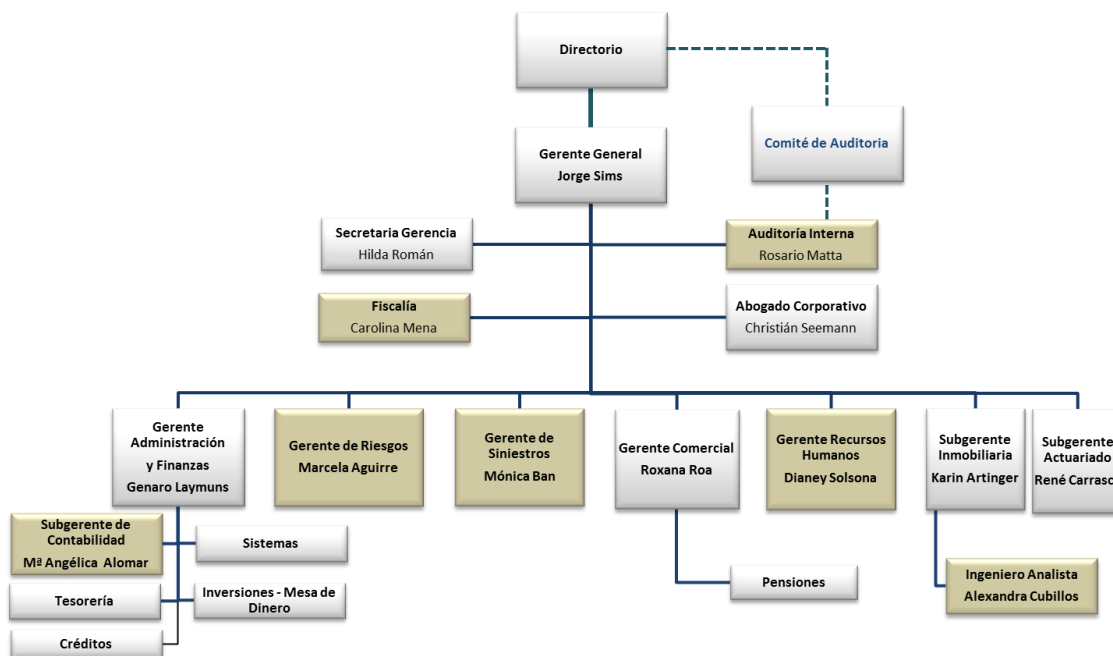 Directorio
Gerente General
Jorge Sims
Comité de Auditoria
Secretaria Gerencia
Hilda Román
Auditoría Interna
Rosario Matta
Fiscalía
Carolina Mena
Abogado Corporativo
Christián Seemann
Gerente
Administración
y Finanzas
Genaro Laymuns
Gerente de Riesgos
Marcela Aguirre
Gerente de
Siniestros
Mónica Ban
Gerente Comercial
Roxana Roa
Gerente Recursos
Humanos
Dianey Solsona
Subgerente
Inmobiliaria
Karin Artinger
Subgerente
Actuariado
René
Subgerente de
Contabilidad
Mª Angélica Alomar
Sistemas
Tesorería
Inversiones - Mesa de
Dinero
Créditos
Pensiones
Ingeniero Analista
Alexandra Cubillos